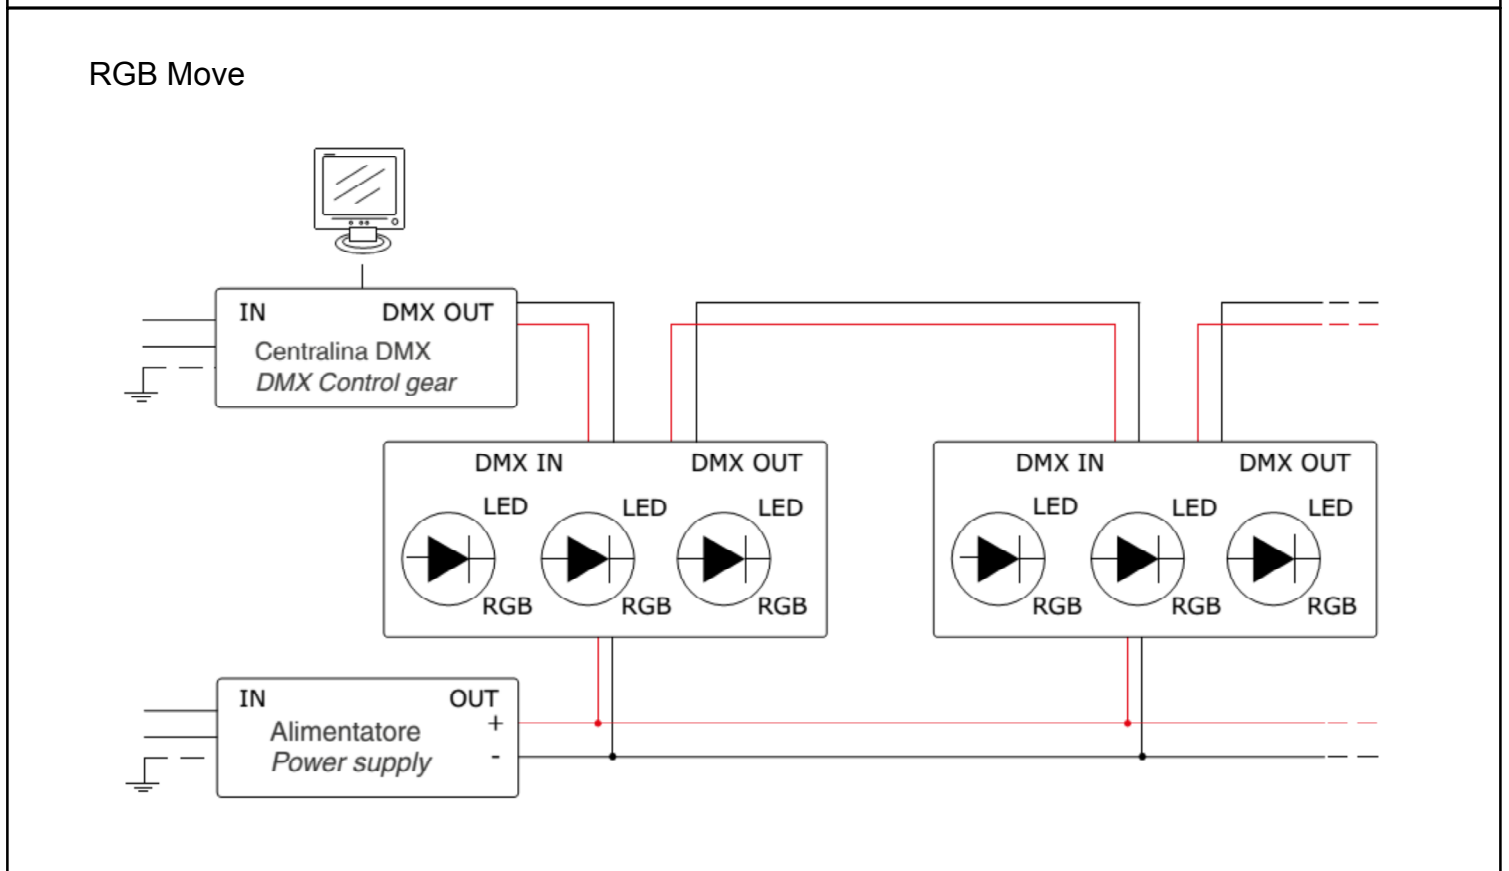 RGB Move
IN DMX OUT
Centralina DMX
DMX Control gear
DMX IN DMX OUT
LED LED LED
RGB RGB RGB
DMX IN DMX OUT
LED LED LED
RGB RGB RGB
IN OUT
+
Alimentatore
Power supply -